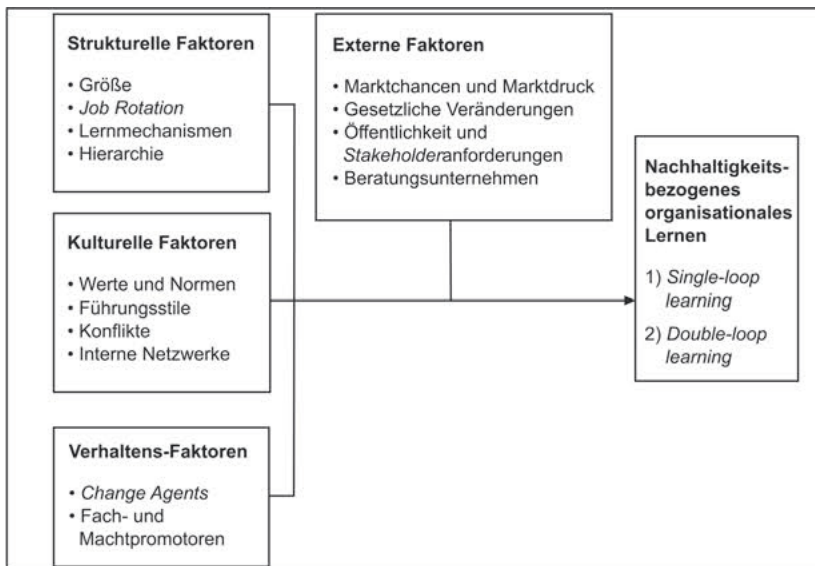 Strukturelle Faktoren
• Größe
• Job Rotation
• Lernmechanismen
• Hierarchie
Externe Faktoren
• Marktchancen und Marktdruck
• Gesetzliche Veränderungen
• Öffentlichkeit und
Stakeholderanforderungen
• Beratungsunternehmen
Kulturelle Faktoren
• Werte und Normen
• Führungsstile
• Konflikte
• Interne Netzwerke
Verhaltens-Faktoren
• Change Agents
• Fach- und
Machtpromotoren
Nachhaltigkeits-
bezogenes
organisationales
Lernen
1) Single-loop
learning
2) Double-loop
learning